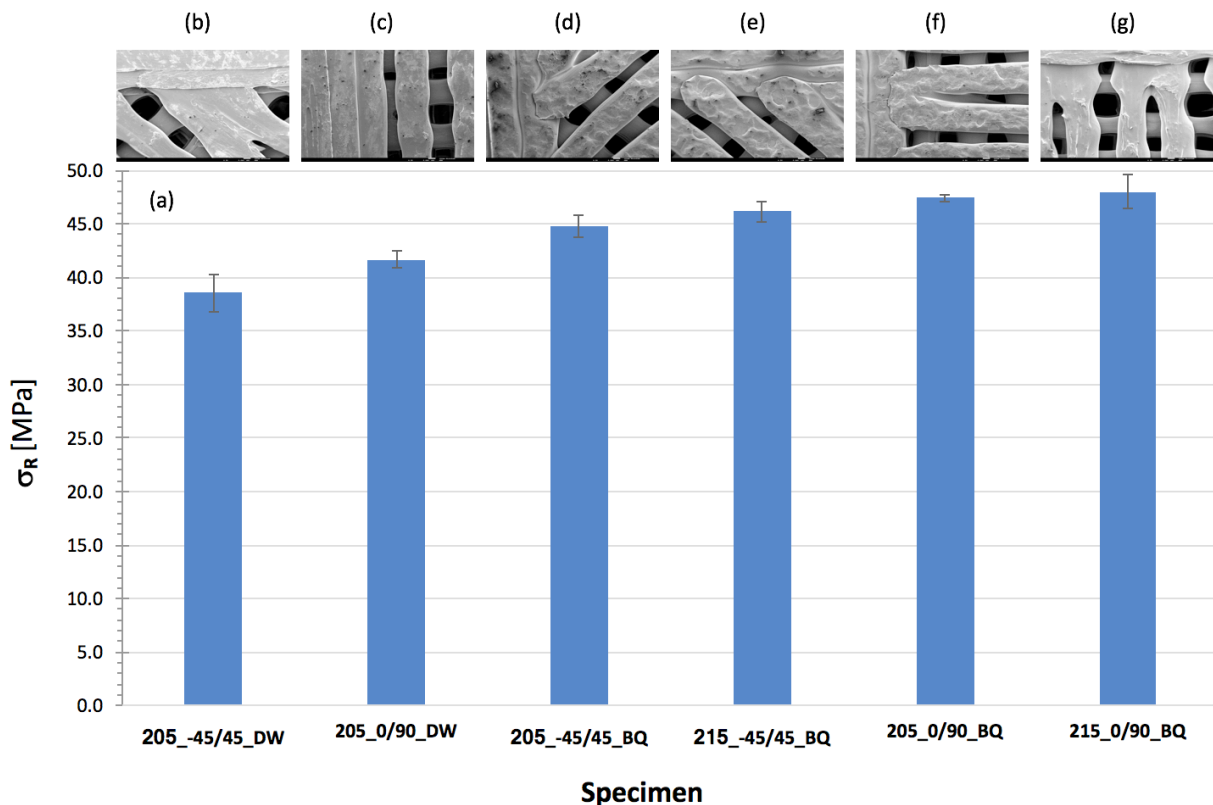 (b) (c) (d) (e) (f) (g)
(a)
50.0
45.0
40.0
35.0
30.0
25.0
20.0
15.0
10.0
5.0
0.0
σR [MPa]
205_-45/45_DW 205_0/90_DW 205_-45/45_BQ 215_-45/45_BQ 205_0/90_BQ 215_0/90_BQ
Specimen